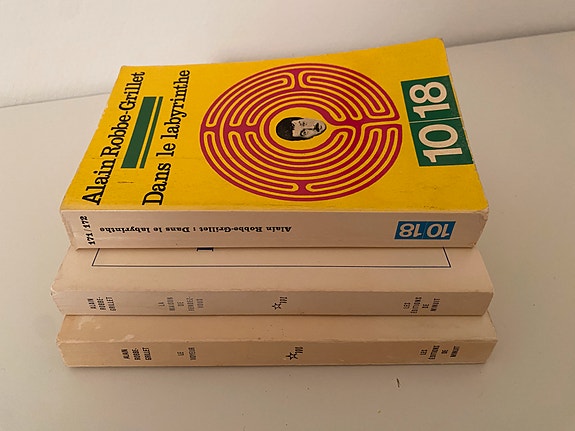 Alain Robbe-Grillet
Dans le labyrinthe
10 18
171/172
Alain Robbe-Grillet : Dans le labyrinthe
10 18
ALAIN
ROBBE-
GRILLET
LA
MAISON
DE
RENDEZ-
VOUS
LES
ÉDITIONS
DE
MINUIT
ALAIN
ROBBE-
GRILLET
LE
VOYEUR
LES
ÉDITIONS
DE
MINUIT